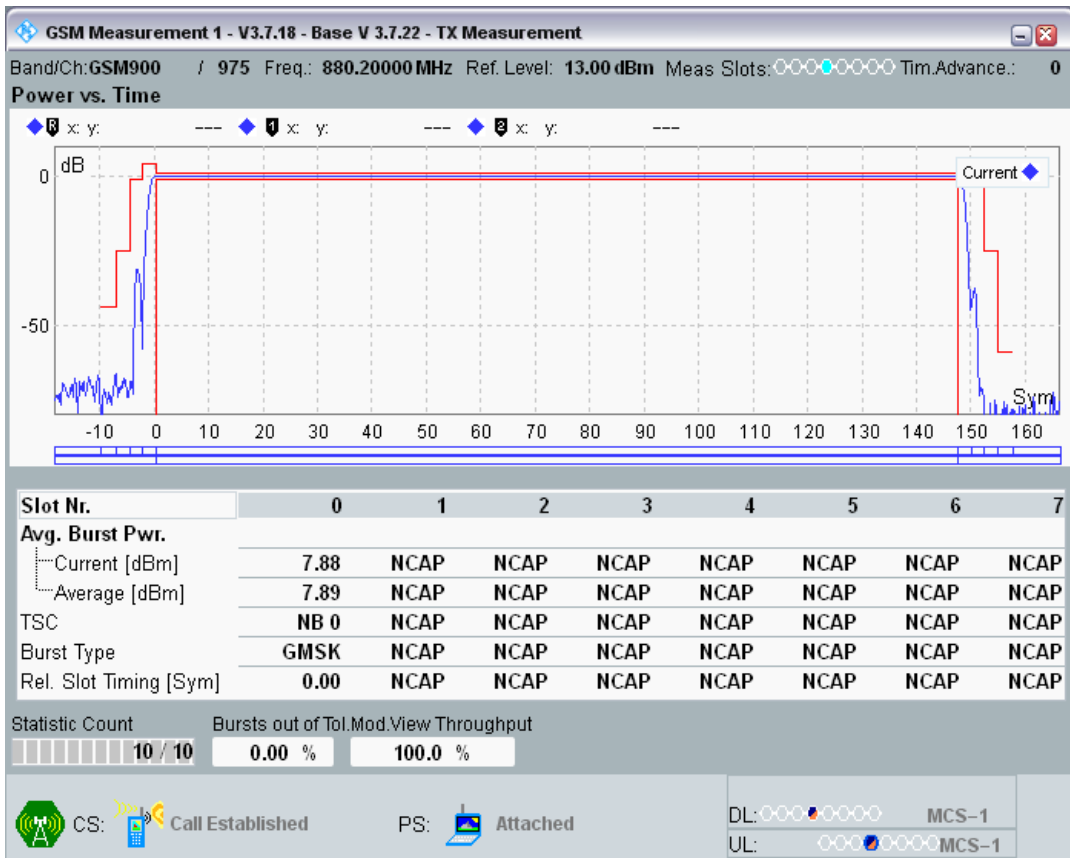 GSM Measurement 1 - V3.7.18 - Base V 3.7.22 - TX Measurement
Band/Ch:GSM900 / 975 Freq.: 880.20000 MHz Ref. Level: 13.00 dBm Meas Slots: Tim.Advance.: 0
Power vs. Time
R x: y: --- 1 x: y: --- 2 x: y: ---
dB
Current
0
-50
Sym
-10 0 10 20 30 40 50 60 70 80 90 100 110 120 130 140 150 160
Slot Nr. 0 1 2 3 4 5 6 7
Avg. Burst Pwr.
Current [dBm] 7.88 NCAP NCAP NCAP NCAP NCAP NCAP NCAP
Average [dBm] 7.89 NCAP NCAP NCAP NCAP NCAP NCAP NCAP
TSC NB 0 NCAP NCAP NCAP NCAP NCAP NCAP NCAP
Burst Type GMSK NCAP NCAP NCAP NCAP NCAP NCAP NCAP
Rel. Slot Timing [Sym] 0.00 NCAP NCAP NCAP NCAP NCAP NCAP NCAP
Statistic Count Bursts out of Tol.Mod.View Throughput
10 / 10 0.00 % 100.0 %
CS: Call Established PS: Attached
DL: MCS-1
UL: MCS-1